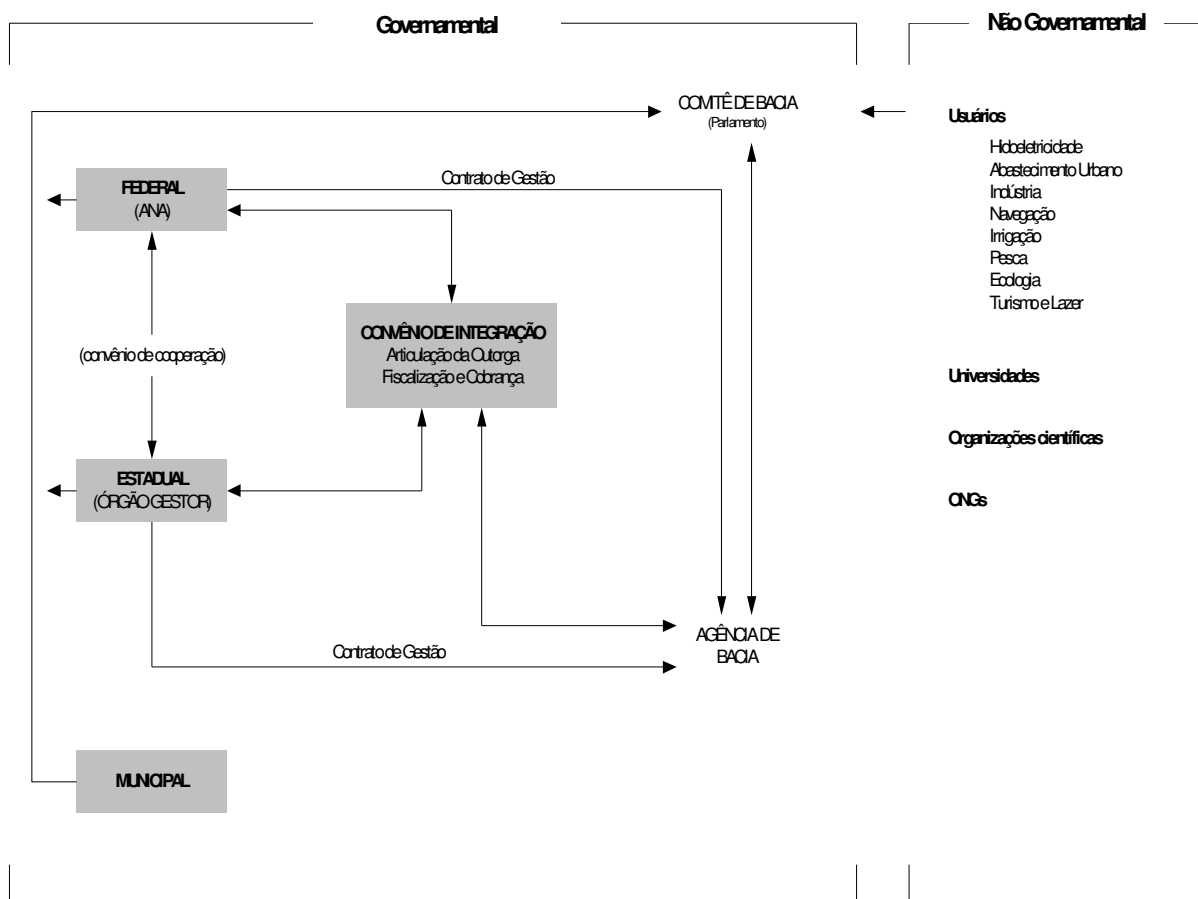 Governamental
Não Governamental
COMITÊ DE BACIA
(Parlamento)
Usuários
Hidoeletricidade
Abastecimento Urbano
Indústria
Navegação
Irrigação
Pesca
Ecologia
Turismo e Lazer
Contrato de Gestão
FEDERAL
(ANA)
CONVÊNIO DE INTEGRAÇÃO
Articulação da Outorga
Fiscalização e Cobrança
(convênio de cooperação)
Universidades
Organizações científicas
ESTADUAL
(ÓRGÃO GESTOR)
ONGs
AGÊNCIA DE
BACIA
Contrato de Gestão
MUNICIPAL